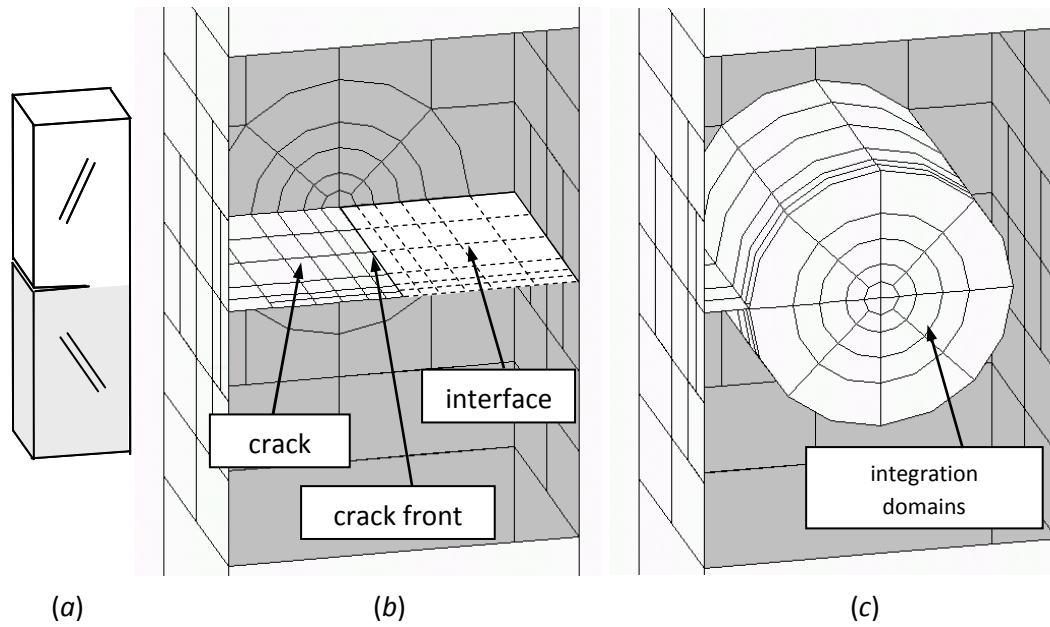 crack
crack front
interface
integration
domains
(a)
(b)
(c)